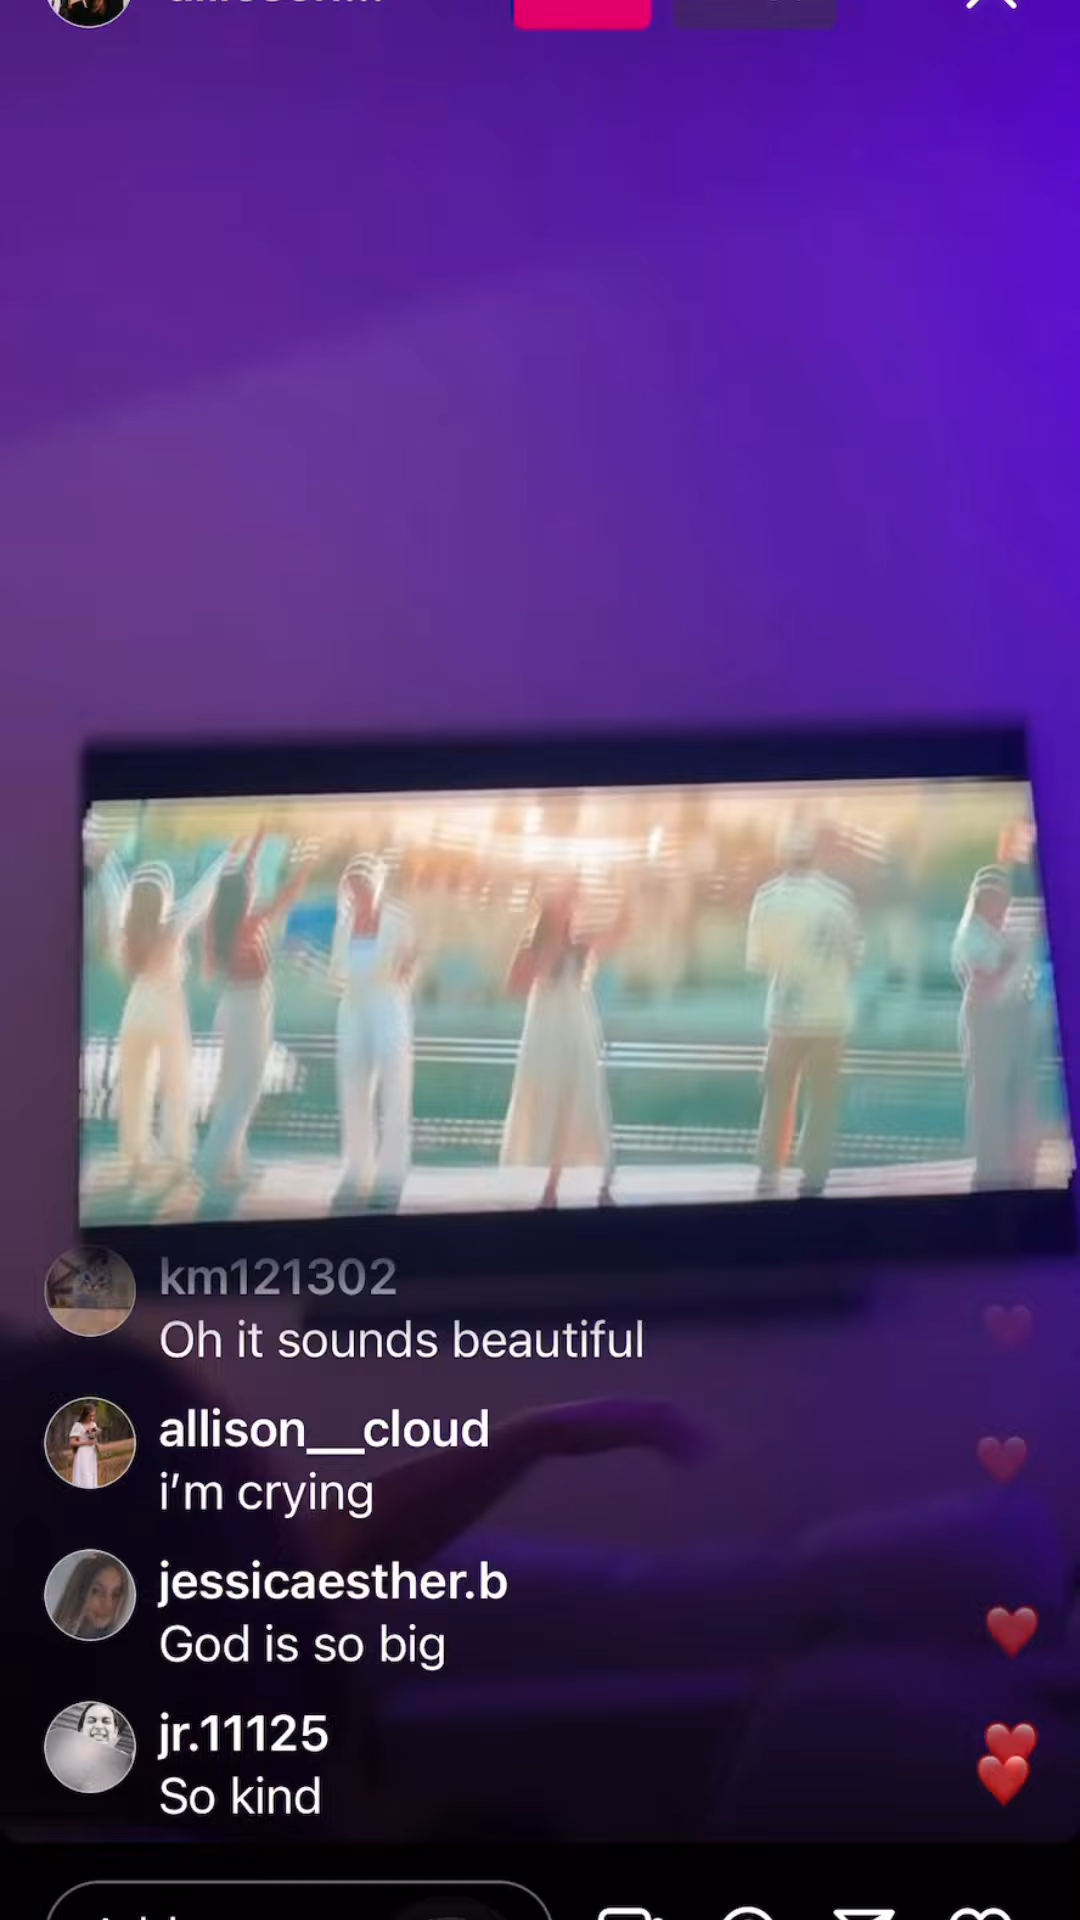 km121302
Oh it sounds beautiful
allison__cloud
i’m crying
jessicaesther.b
God is so big
jr.11125
So kind